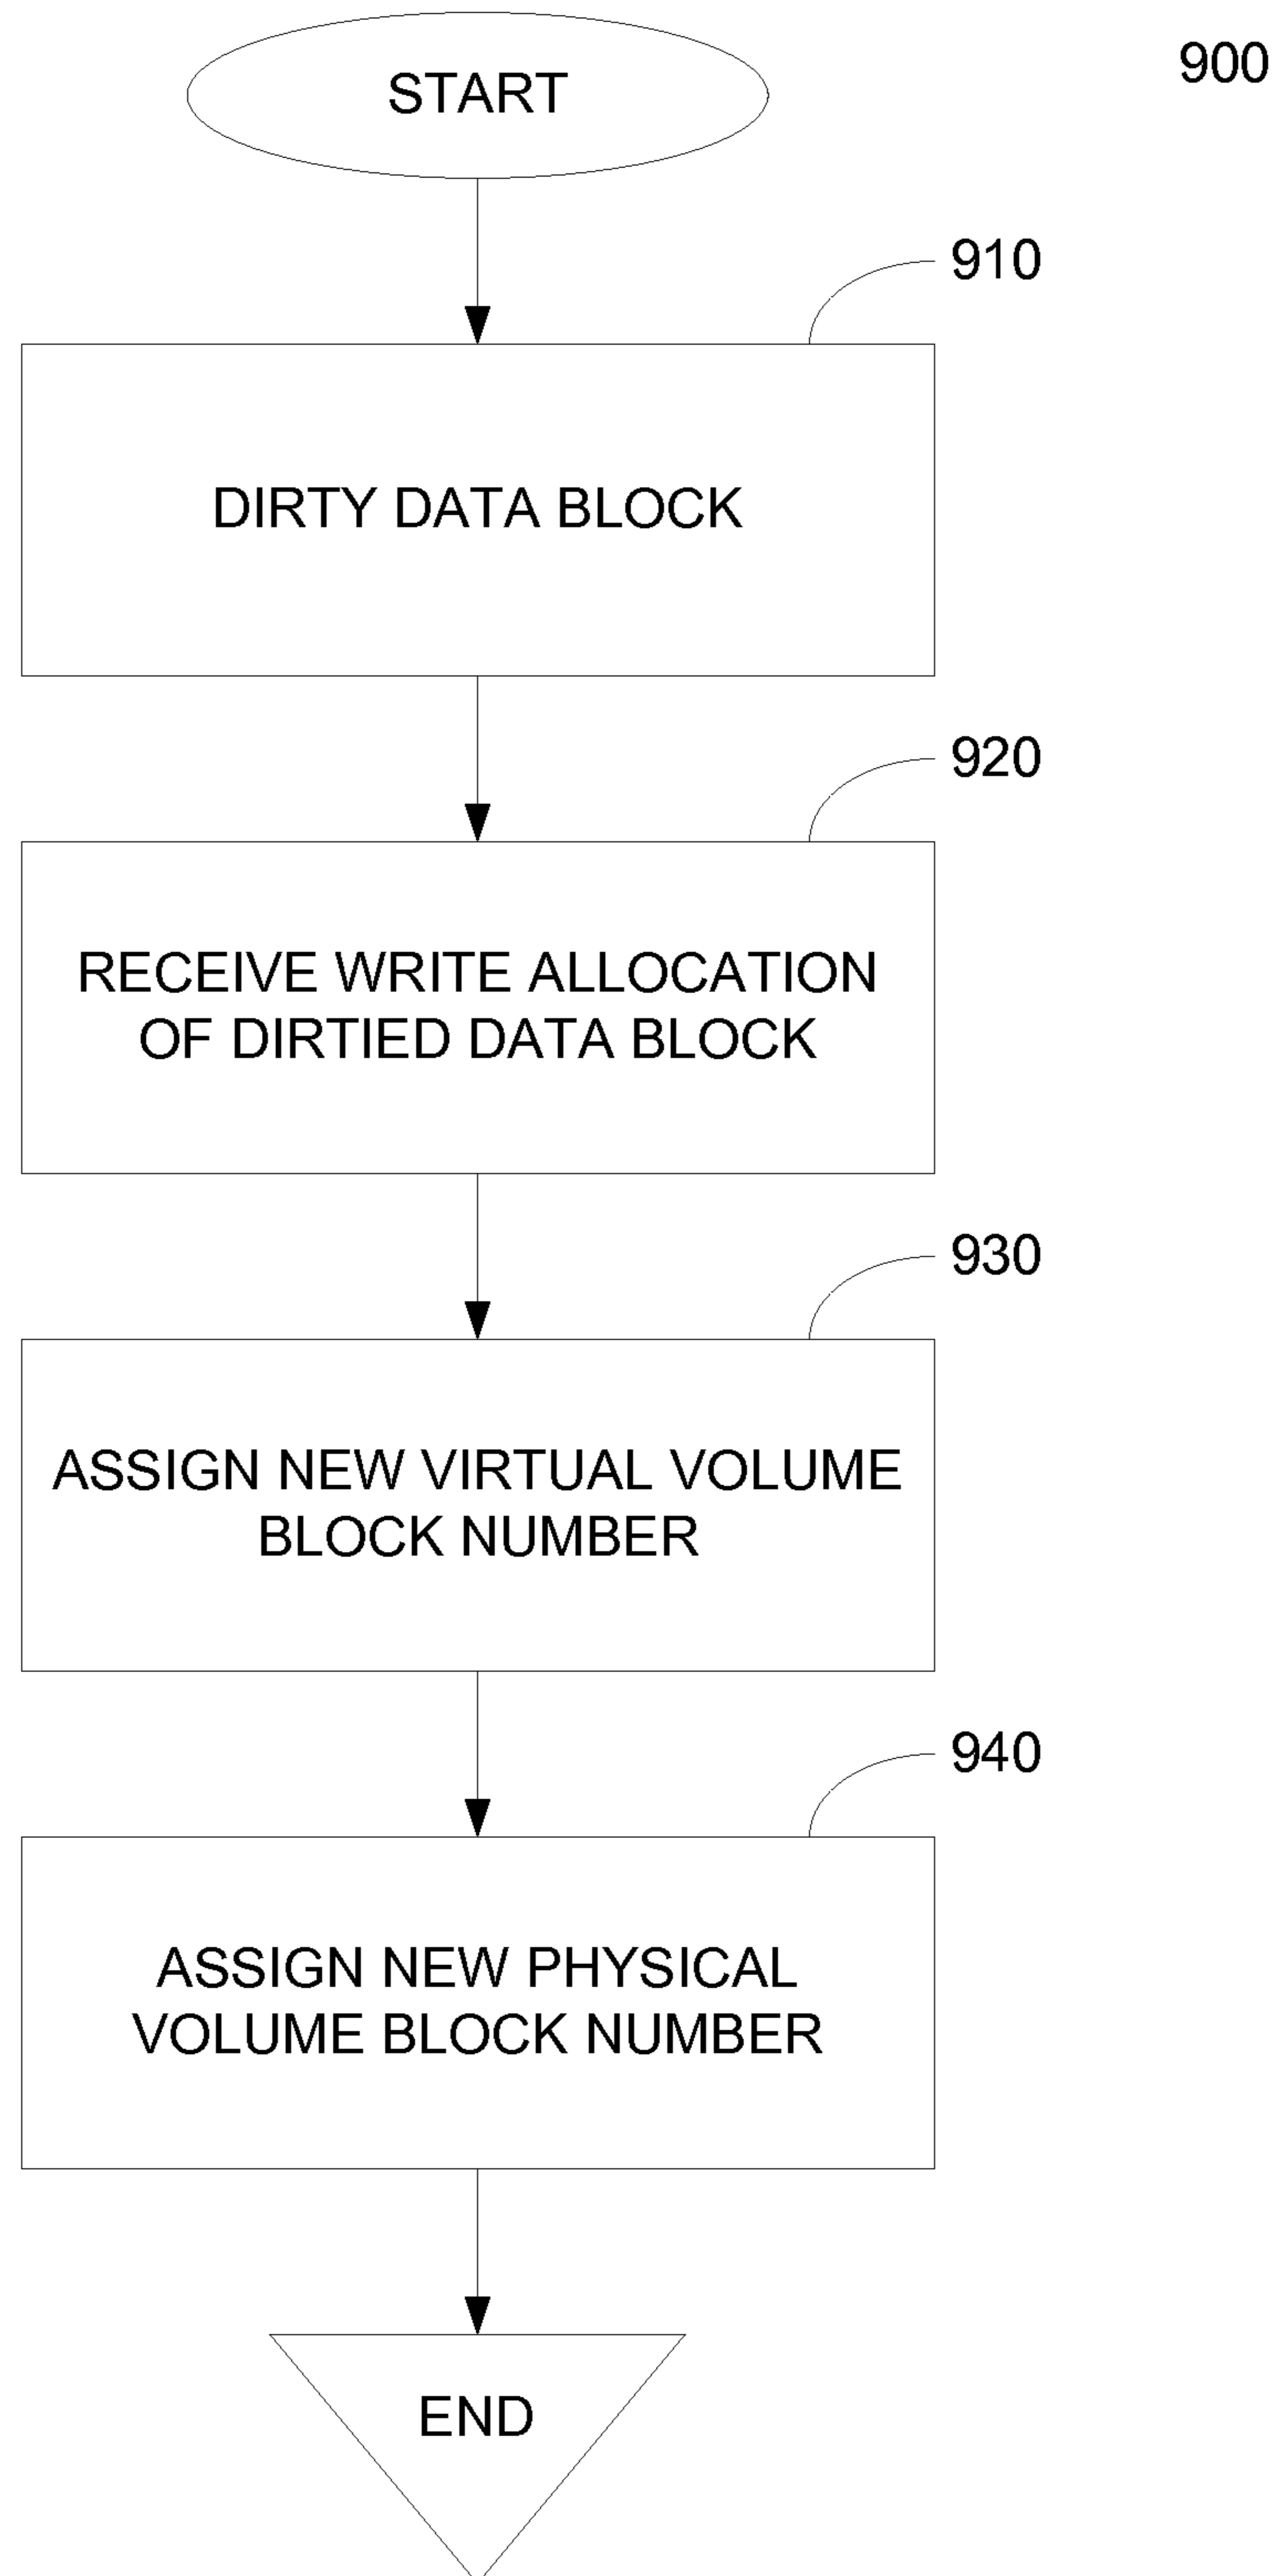 START
900
910
DIRTY DATA BLOCK
920
RECEIVE WRITE ALLOCATION
OF DIRTIED DATA BLOCK
930
ASSIGN NEW VIRTUAL VOLUME
BLOCK NUMBER
940
ASSIGN NEW PHYSICAL
VOLUME BLOCK NUMBER
END